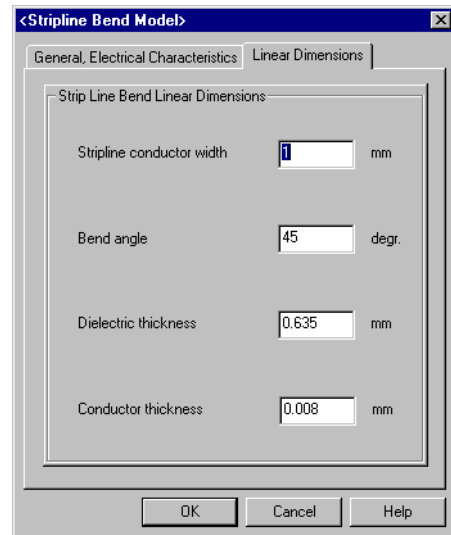 <Stripline Bend Model>
General, Electrical Characteristics Linear Dimensions
Strip Line Bend Linear Dimensions
Stripline conductor width 1 mm
Bend angle 45 degr.
Dielectric thickness 0.635 mm
Conductor thickness 0.008 mm
OK Cancel Help